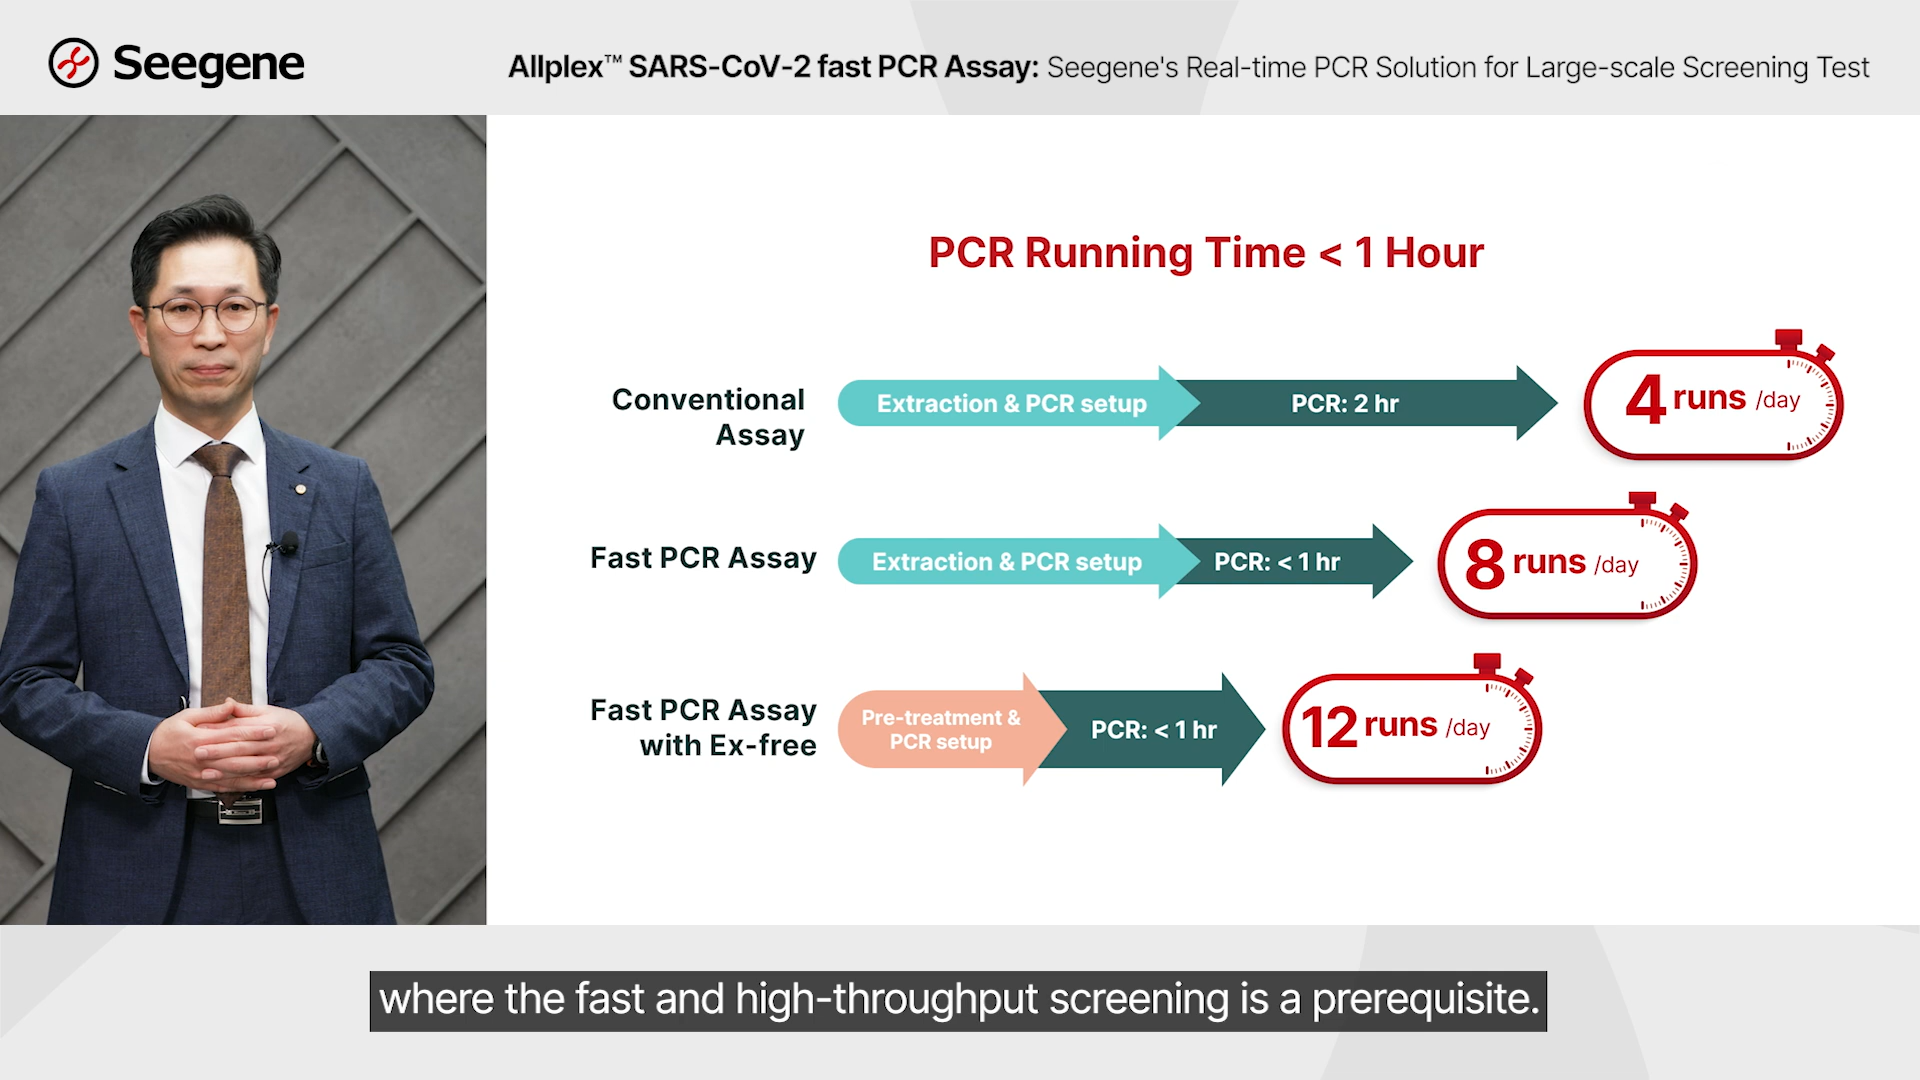 Seegene
Allplex™ SARS-CoV-2 fast PCR Assay: Seegene's Real-time PCR Solution for Large-scale Screening Test
PCR Running Time < 1 Hour
Conventional
Assay
Extraction & PCR setup
PCR: 2 hr
4 runs /day
Fast PCR Assay
Extraction & PCR setup
PCR: < 1 hr
8 runs /day
Fast PCR Assay
with Ex-free
Pre-treatment &
PCR setup
PCR: < 1 hr
12 runs /day
where the fast and high-throughput screening is a prerequisite.